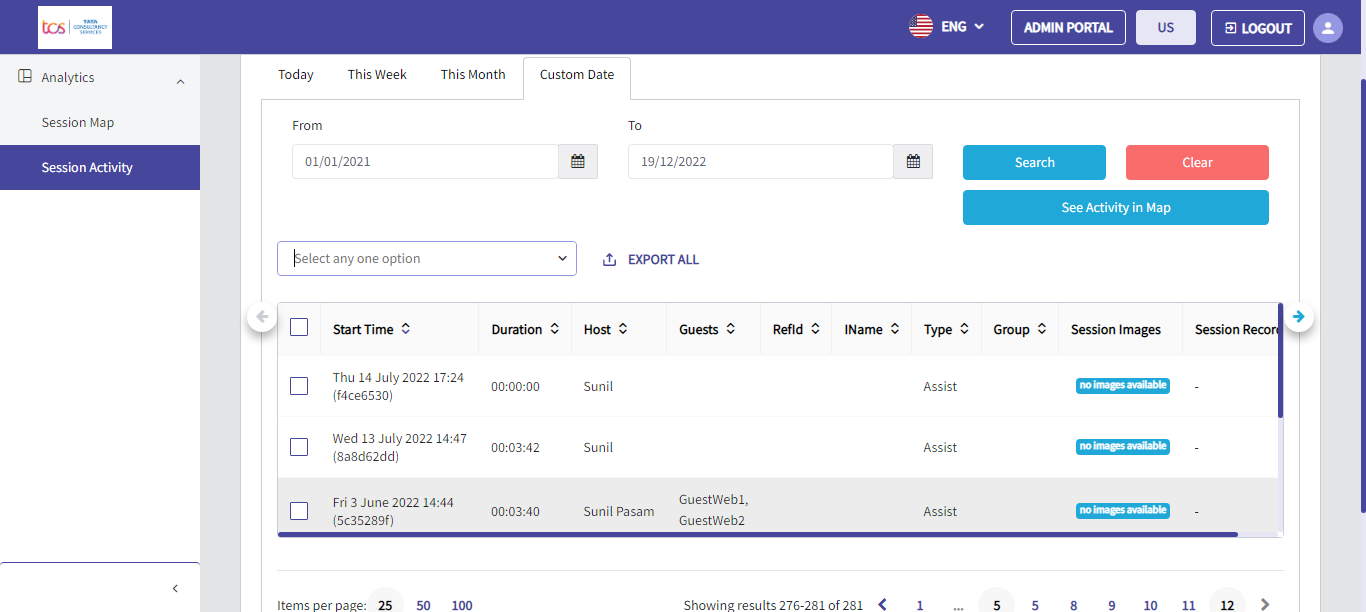 tcs TATA
CONSULTANCY
SERVICES
ENG
ADMIN PORTAL
US
LOGOUT
Analytics
Session Map
Session Activity
Today
This Week
This Month
Custom Date
From
To
01/01/2021
19/12/2022
Search
Clear
See Activity in Map
Select any one option
EXPORT ALL
Start Time Duration Host Guests RefId IName Type Group Session Images Session Record
Thu 14 July 2022 17:24
(f4ce6530)
00:00:00 Sunil Assist no images available -
Wed 13 July 2022 14:47
(8a8d62dd)
00:03:42 Sunil Assist no images available -
Fri 3 June 2022 14:44
(5c35289f)
00:03:40 Sunil Pasam GuestWeb1,
GuestWeb2
Assist no images available -
Items per page: 25 50 100
Showing results 276-281 of 281 1 ... 5 5 8 9 10 11 12